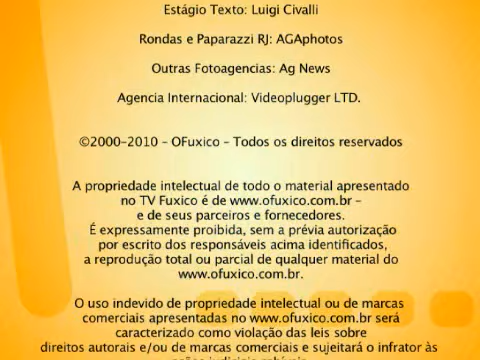 Estágio Texto: Luigi Civalli
Rondas e Paparazzi RJ: AGAphotos
Outras Fotoagencias: Ag News
Agencia Internacional: Videoplugger LTD.
©2000-2010 - OFuxico - Todos os direitos reservados
A propriedade intelectual de todo o material apresentado
no TV Fuxico é de www.ofuxico.com.br -
e de seus parceiros e fornecedores.
É expressamente proibida, sem a prévia autorização
por escrito dos responsáveis acima identificados,
a reprodução total ou parcial de qualquer material do
www.ofuxico.com.br.
O uso indevido de propriedade intelectual ou de marcas
comerciais apresentadas no www.ofuxico.com.br será
caracterizado como violação das leis sobre
direitos autorais e/ou de marcas comerciais e sujeitará o infrator às